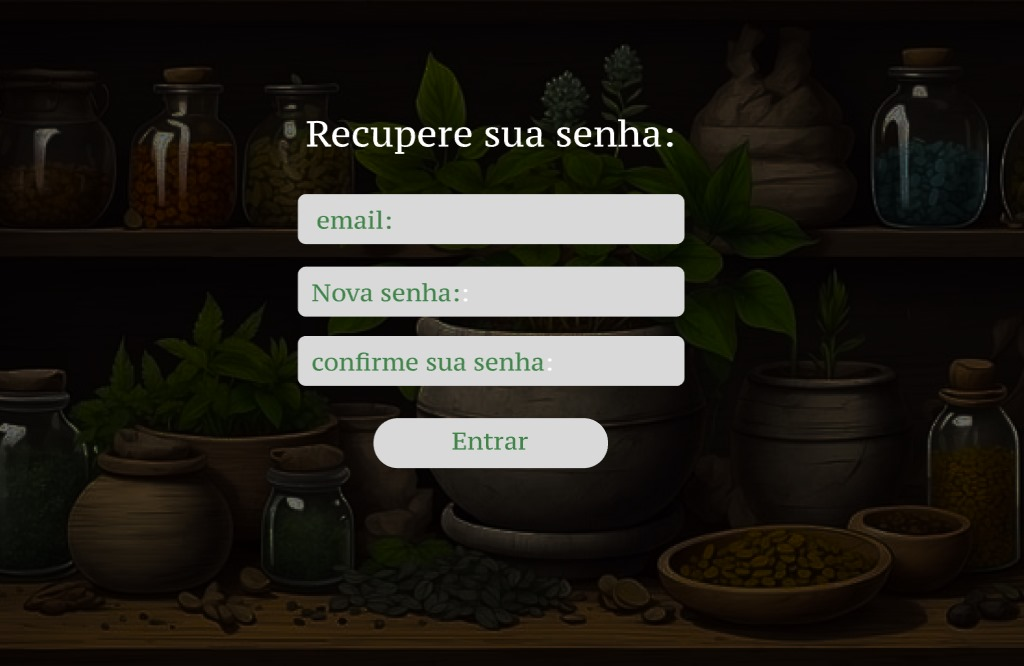 Recupere sua senha:
email:
Nova senha::
confirme sua senha:
Entrar